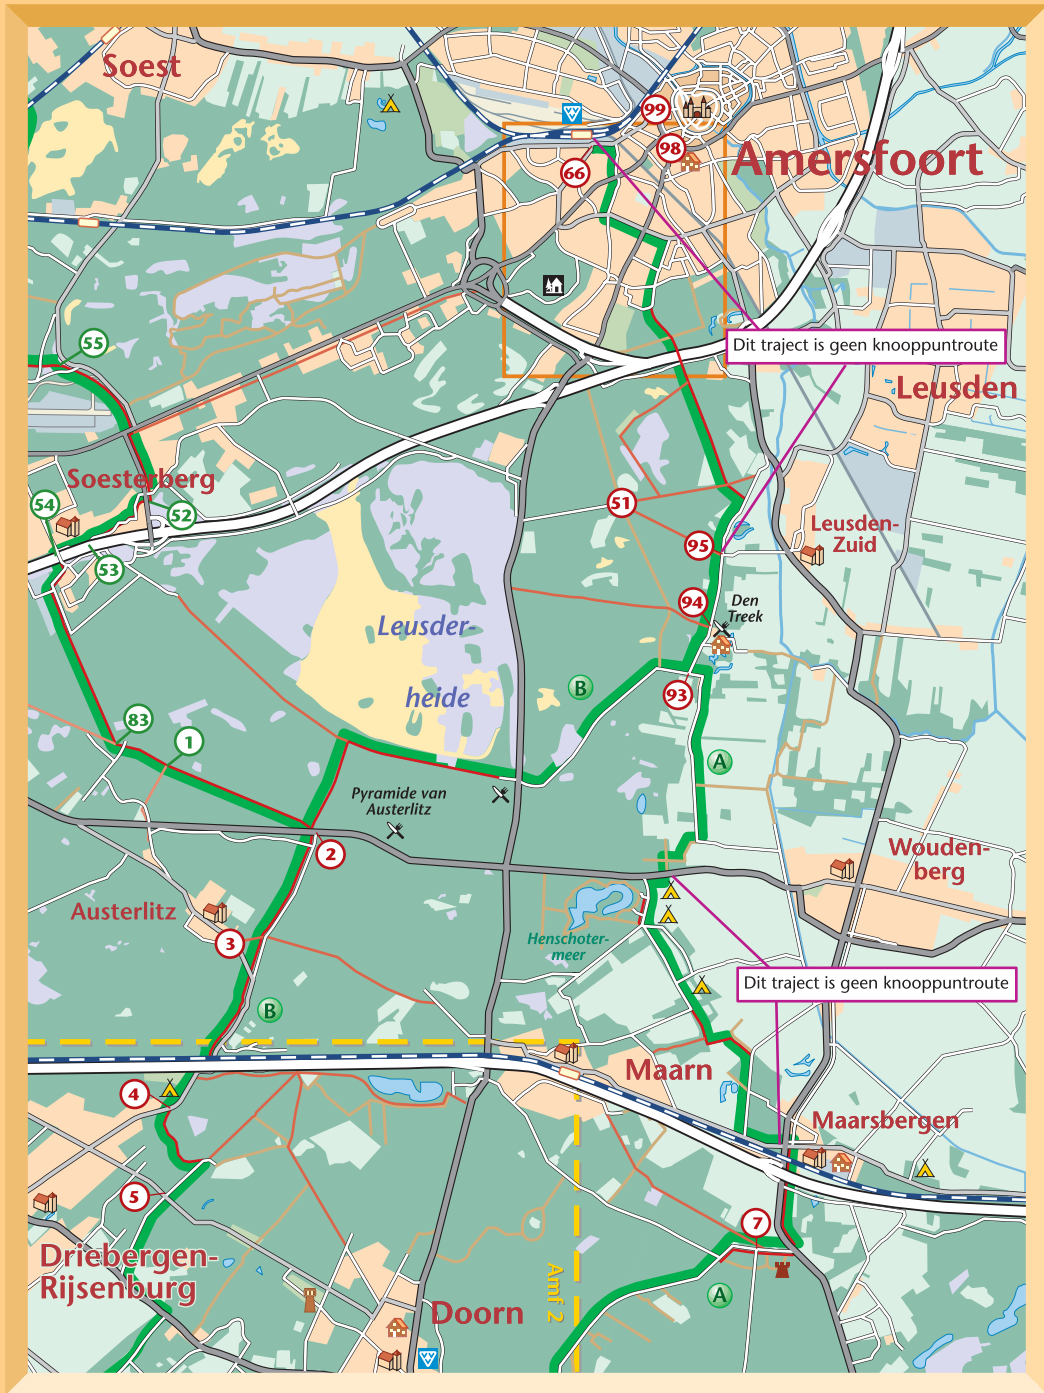 Soest
99
98
66
Amersfoort
55
Dit traject is geen knooppuntroute
Leusden
Soesterberg
54
52
51
Leusden-
Zuid
95
53
94
Den
Treek
Leusder-
heide
B
93
83
1
A
Pyramide van
Austerlitz
2
Wouden-
berg
Austerlitz
3
Henschoter-
meer
Dit traject is geen knooppuntroute
B
Maarn
4
Maarsbergen
5
7
Driebergen-
Rijsenburg
Amf 2
A
Doorn